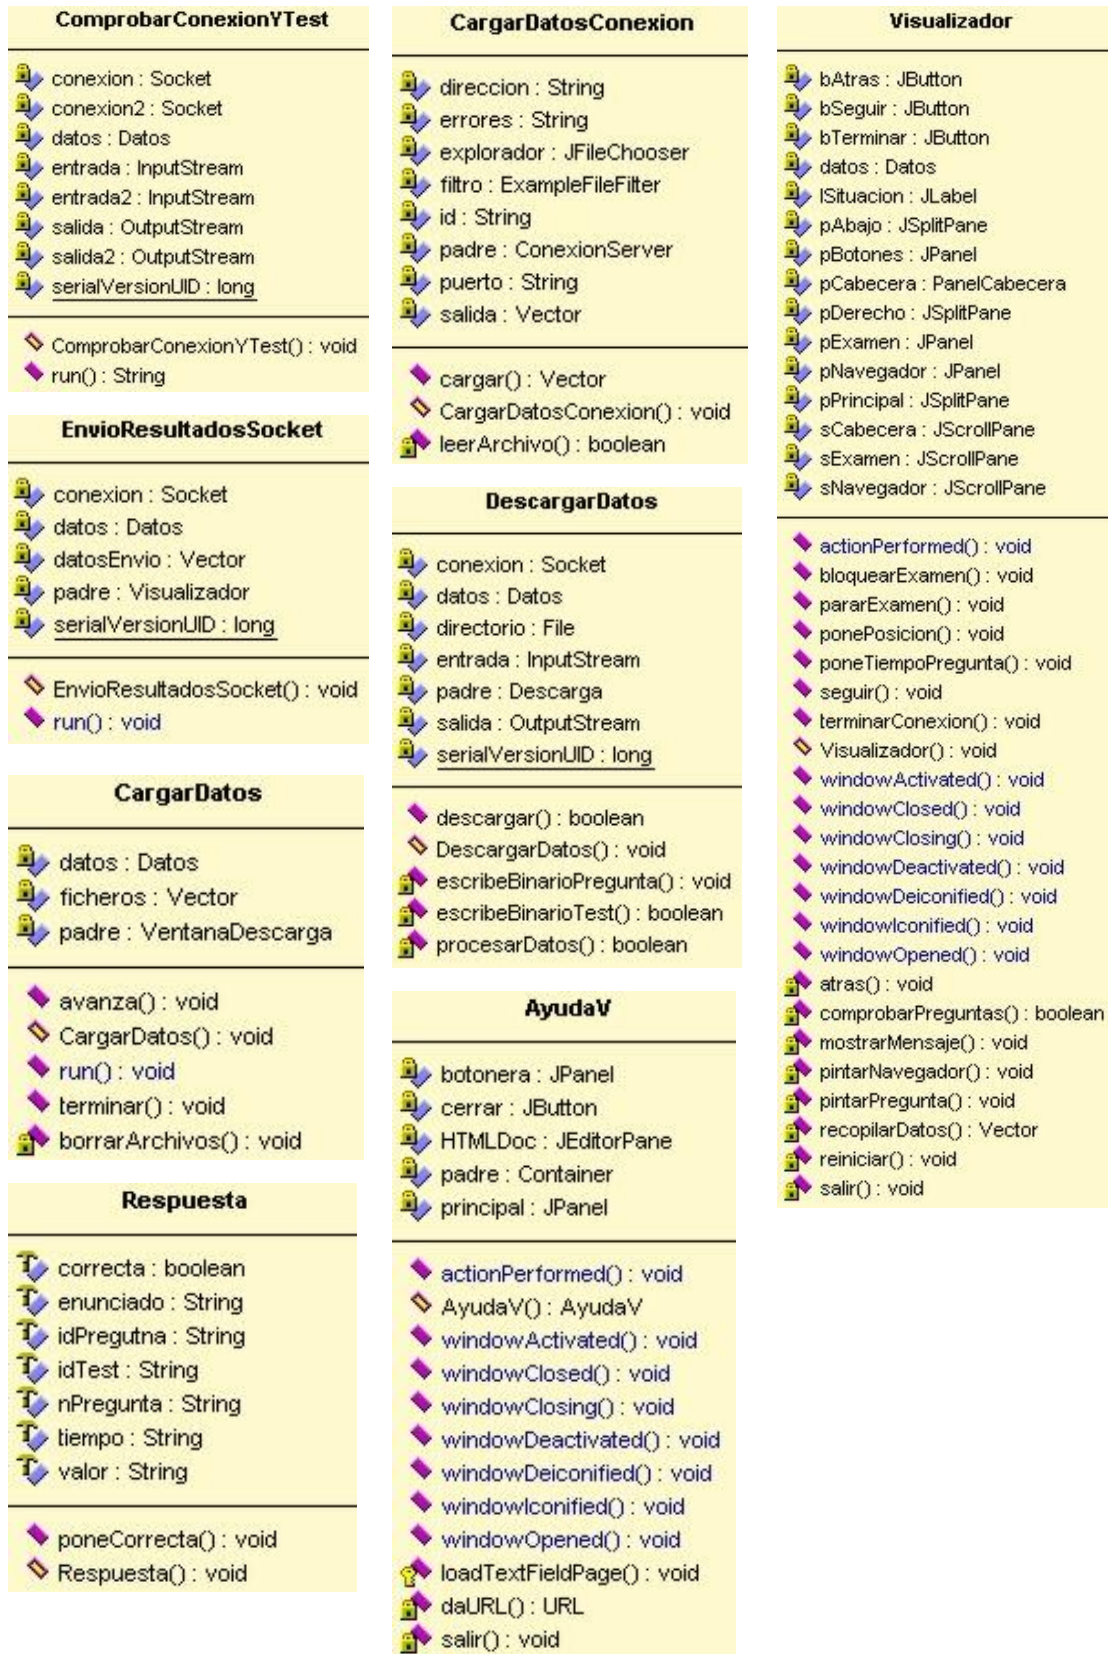 ComprobarConexionYTest
conexion : Socket
conexion2 : Socket
datos : Datos
entrada : InputStream
entrada2 : InputStream
salida : OutputStream
salida2 : OutputStream
serialVersionUID : long
ComprobarConexionYTest() : void
run() : String
EnvioResultadosSocket
conexion : Socket
datos : Datos
datosEnvio : Vector
padre : Visualizador
serialVersionUID : long
EnvioResultadosSocket() : void
run() : void
CargarDatos
datos : Datos
ficheros : Vector
padre : VentanaDescarga
avanza() : void
CargarDatos() : void
run() : void
terminar() : void
borrarArchivos() : void
Respuesta
correcta : boolean
enunciado : String
idPregutna : String
idTest : String
nPregunta : String
tiempo : String
valor : String
poneCorrecta() : void
Respuesta() : void
CargarDatosConexion
direccion : String
errores : String
explorador : JFileChooser
filtro : ExampleFileFilter
id : String
padre : ConexionServer
puerto : String
salida : Vector
cargar() : Vector
CargarDatosConexion() : void
leerArchivo() : boolean
DescargarDatos
conexion : Socket
datos : Datos
directorio : File
entrada : InputStream
padre : Descarga
salida : OutputStream
serialVersionUID : long
descargar() : boolean
DescargarDatos() : void
escribeBinarioPregunta() : void
escribeBinarioTest() : boolean
procesarDatos() : boolean
AyudaV
botonera : JPanel
cerrar : JButton
HTMLDoc : JEditorPane
padre : Container
principal : JPanel
actionPerformed() : void
AyudaV() : AyudaV
windowActivated() : void
windowClosed() : void
windowClosing() : void
windowDeactivated() : void
windowDeiconified() : void
windowIconified() : void
windowOpened() : void
loadTextFieldPage() : void
daURL() : URL
salir() : void
Visualizador
bAtras : JButton
bSeguir : JButton
bTerminar : JButton
datos : Datos
lSituacion : JLabel
pAbajo : JSplitPane
pBotones : JPanel
pCabecera : PanelCabecera
pDerecho : JSplitPane
pExamen : JPanel
pNavegador : JPanel
pPrincipal : JSplitPane
sCabecera : JScrollPane
sExamen : JScrollPane
sNavegador : JScrollPane
actionPerformed() : void
bloquearExamen() : void
pararExamen() : void
ponePosicion() : void
poneTiempoPregunta() : void
seguir() : void
terminarConexion() : void
Visualizador() : void
windowActivated() : void
windowClosed() : void
windowClosing() : void
windowDeactivated() : void
windowDeiconified() : void
windowIconified() : void
windowOpened() : void
atras() : void
comprobarPreguntas() : boolean
mostrarMensaje() : void
pintarNavegador() : void
pintarPregunta() : void
recopilarDatos() : Vector
reiniciar() : void
salir() : void